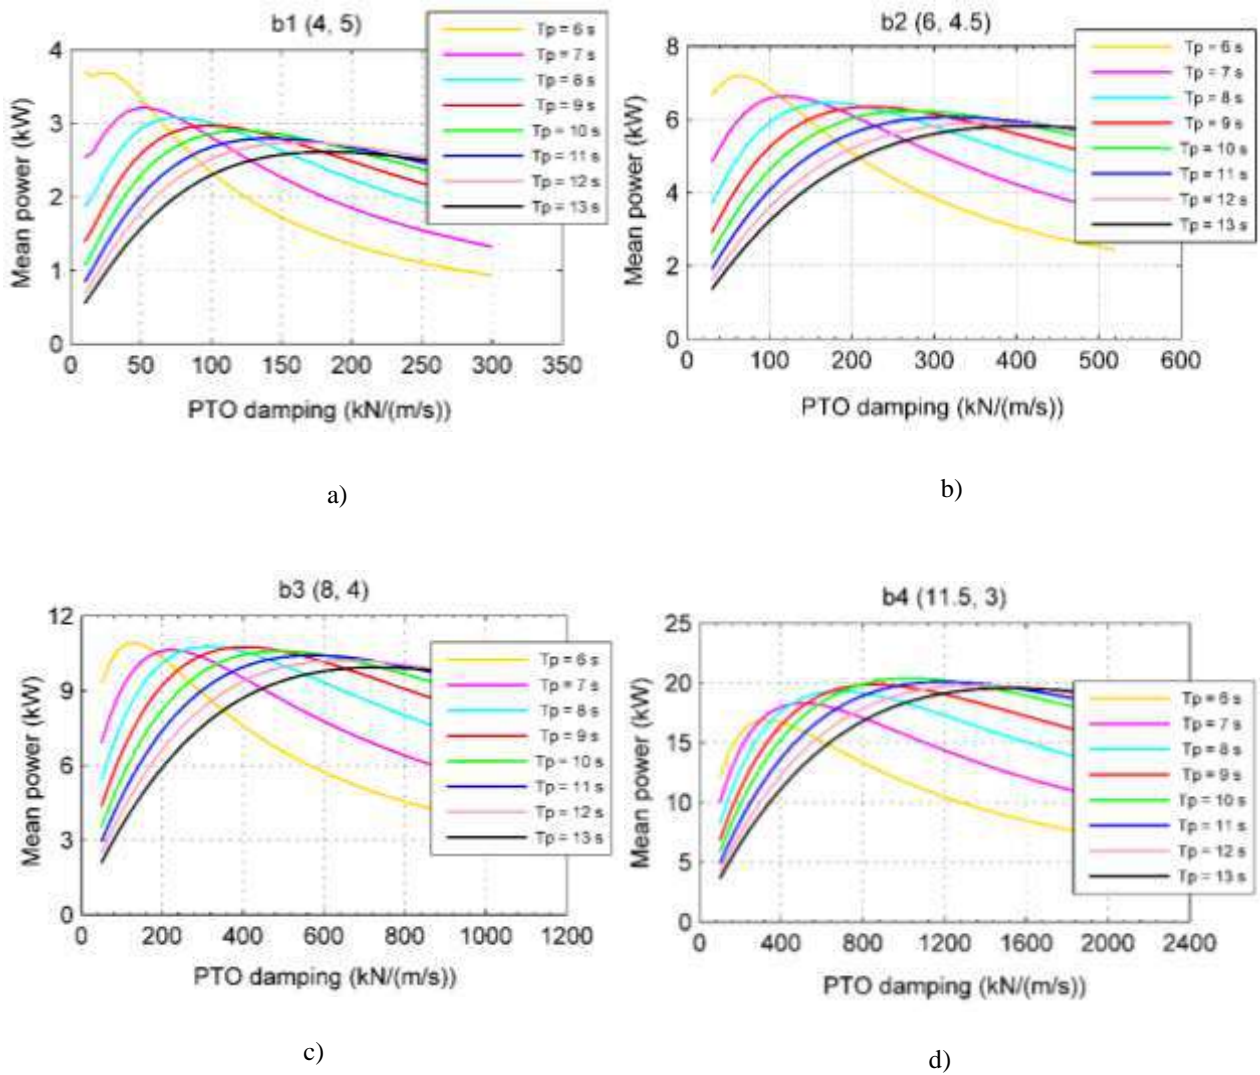 b1 (4, 5)
4
3
2
1
0
Mean power (kW)
0 50 100 150 200 250 300 350
PTO damping (kN/(m/s))
Tp = 6 s
Tp = 7 s
Tp = 8 s
Tp = 9 s
Tp = 10 s
Tp = 11 s
Tp = 12 s
Tp = 13 s
a)
b2 (6, 4.5)
8
6
4
2
0
Mean power (kW)
0 100 200 300 400 500 600
PTO damping (kN/(m/s))
Tp = 6 s
Tp = 7 s
Tp = 8 s
Tp = 9 s
Tp = 10 s
Tp = 11 s
Tp = 12 s
Tp = 13 s
b)
b3 (8, 4)
12
9
6
3
0
Mean power (kW)
0 200 400 600 800 1000 1200
PTO damping (kN/(m/s))
Tp = 6 s
Tp = 7 s
Tp = 8 s
Tp = 9 s
Tp = 10 s
Tp = 11 s
Tp = 12 s
Tp = 13 s
c)
b4 (11.5, 3)
25
20
15
10
5
0
Mean power (kW)
0 400 800 1200 1600 2000 2400
PTO damping (kN/(m/s))
Tp = 6 s
Tp = 7 s
Tp = 8 s
Tp = 9 s
Tp = 10 s
Tp = 11 s
Tp = 12 s
Tp = 13 s
d)